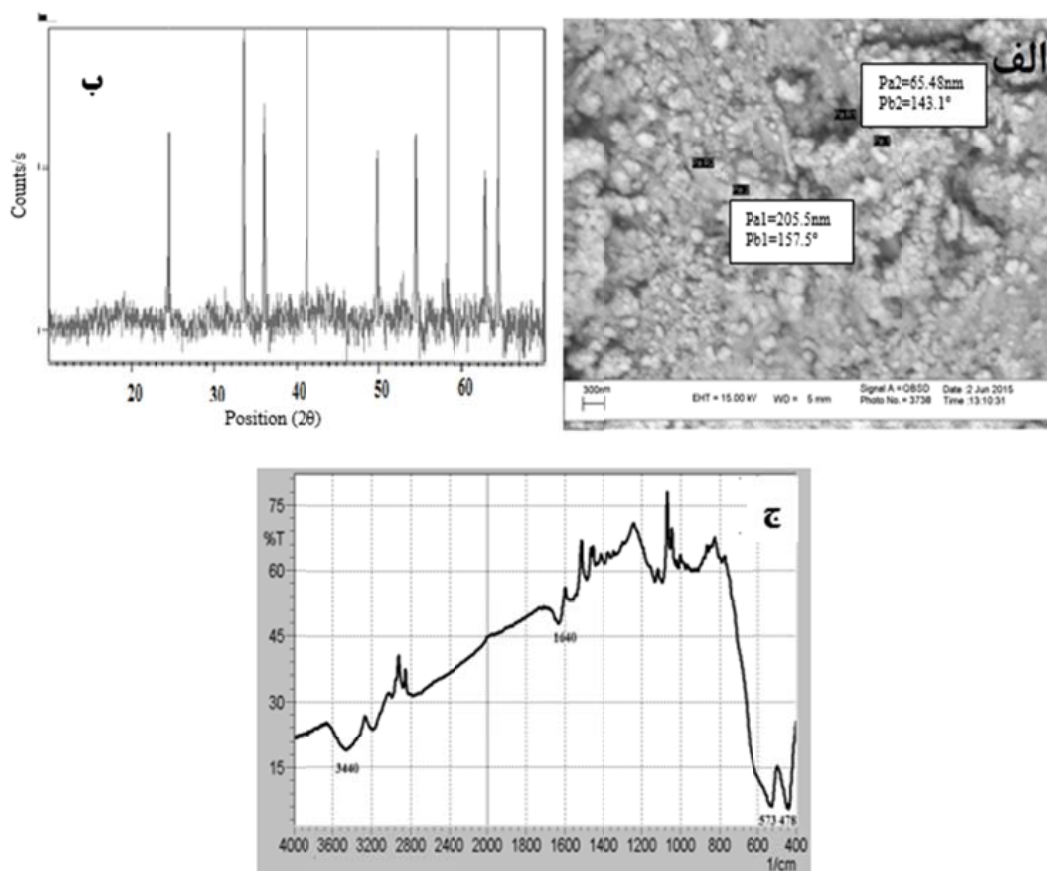 ب
Counts/s
20
30
40
50
60
Position (2θ)
الف
Pa2=65.48nm
Pb2=143.1°
Pa1=205.5nm
Pb1=157.5°
300nm
EHT = 15.00 kV
WD = 5 mm
Signal A =QBSD
Photo No. = 3738
Date :2 Jun 2015
Time :13:10:31
ج
75
%T
60
45
30
15
3440
1640
573 478
4000 3600 3200 2800 2400 2000 1600 1200 1000 800 600 400
1/cm